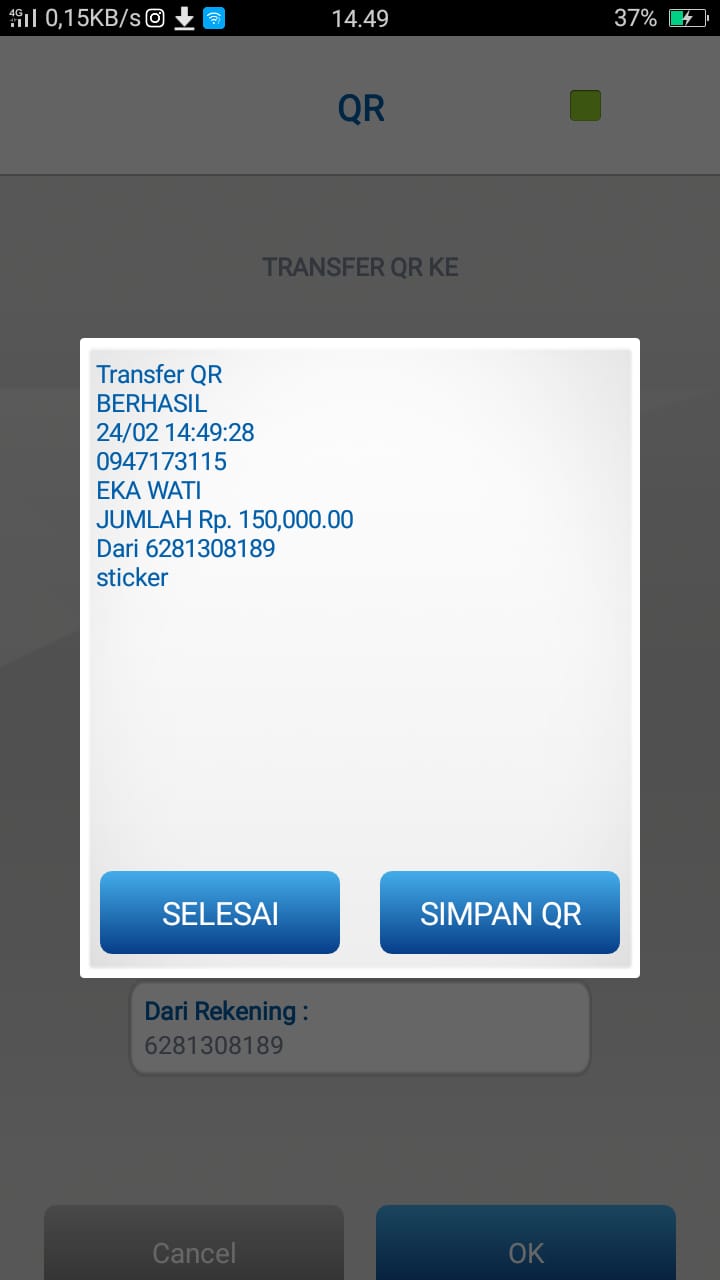 4G 0,15KB/s 14.49 37%
QR
TRANSFER QR KE
Transfer QR
BERHASIL
24/02 14:49:28
0947173115
EKA WATI
JUMLAH Rp. 150,000.00
Dari 6281308189
sticker
SELESAI SIMPAN QR
Dari Rekening :
6281308189
Cancel OK